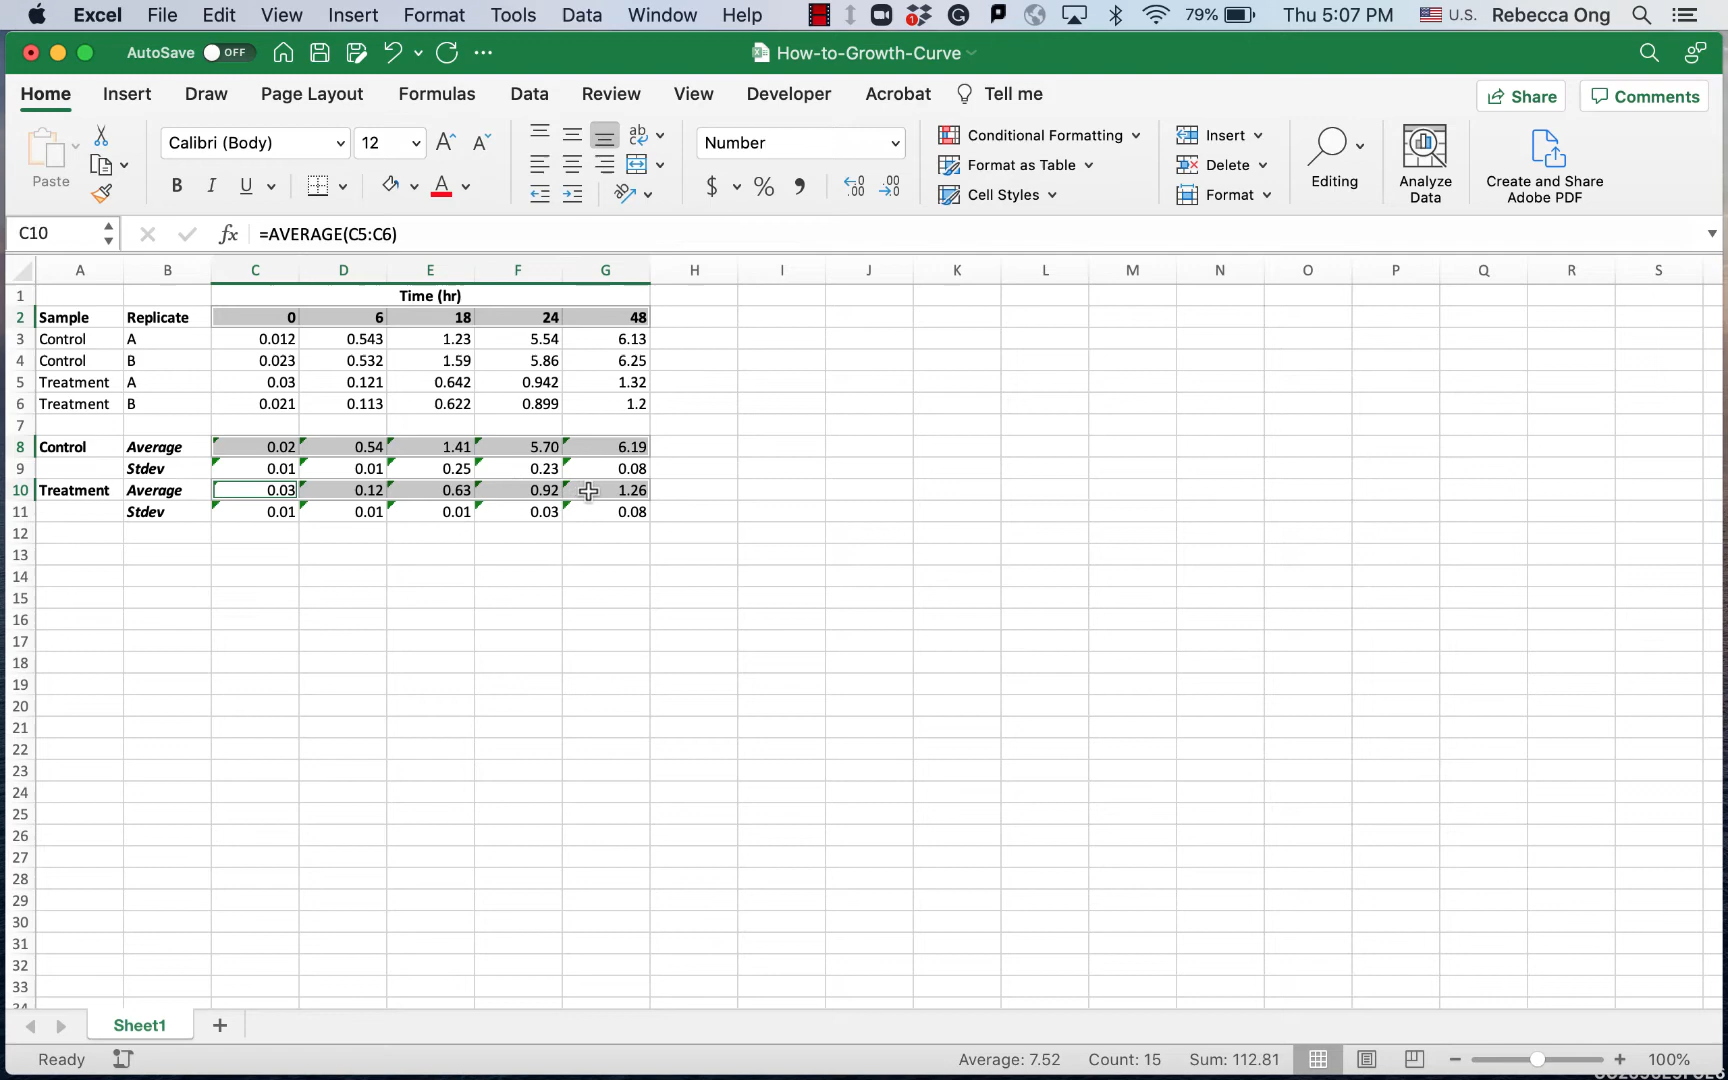 Excel File Edit View Insert Format Tools Data Window Help 79% Thu 5:07 PM U.S. Rebecca Ong
AutoSave OFF ... How-to-Growth-Curve
Home Insert Draw Page Layout Formulas Data Review View Developer Acrobat Tell me Share Comments
Paste Calibri (Body) 12 A A ab Number Conditional Formatting Insert Editing Analyze Data Create and Share Adobe PDF
B I U A $ % , .00 .00 Format as Table Delete
Cell Styles Format
C10 fx =AVERAGE(C5:C6)
A B C D E F G H I J K L M N O P Q R S
1 Time (hr)
2 Sample Replicate 0 6 18 24 48
3 Control A 0.012 0.543 1.23 5.54 6.13
4 Control B 0.023 0.532 1.59 5.86 6.25
5 Treatment A 0.03 0.121 0.642 0.942 1.32
6 Treatment B 0.021 0.113 0.622 0.899 1.2
7
8 Control Average 0.02 0.54 1.41 5.70 6.19
9 Stdev 0.01 0.01 0.25 0.23 0.08
10 Treatment Average 0.03 0.12 0.63 0.92 1.26
11 Stdev 0.01 0.01 0.01 0.03 0.08
12
13
14
15
16
17
18
19
20
21
22
23
24
25
26
27
28
29
30
31
32
33
Sheet1 +
Ready Average: 7.52 Count: 15 Sum: 112.81 100%